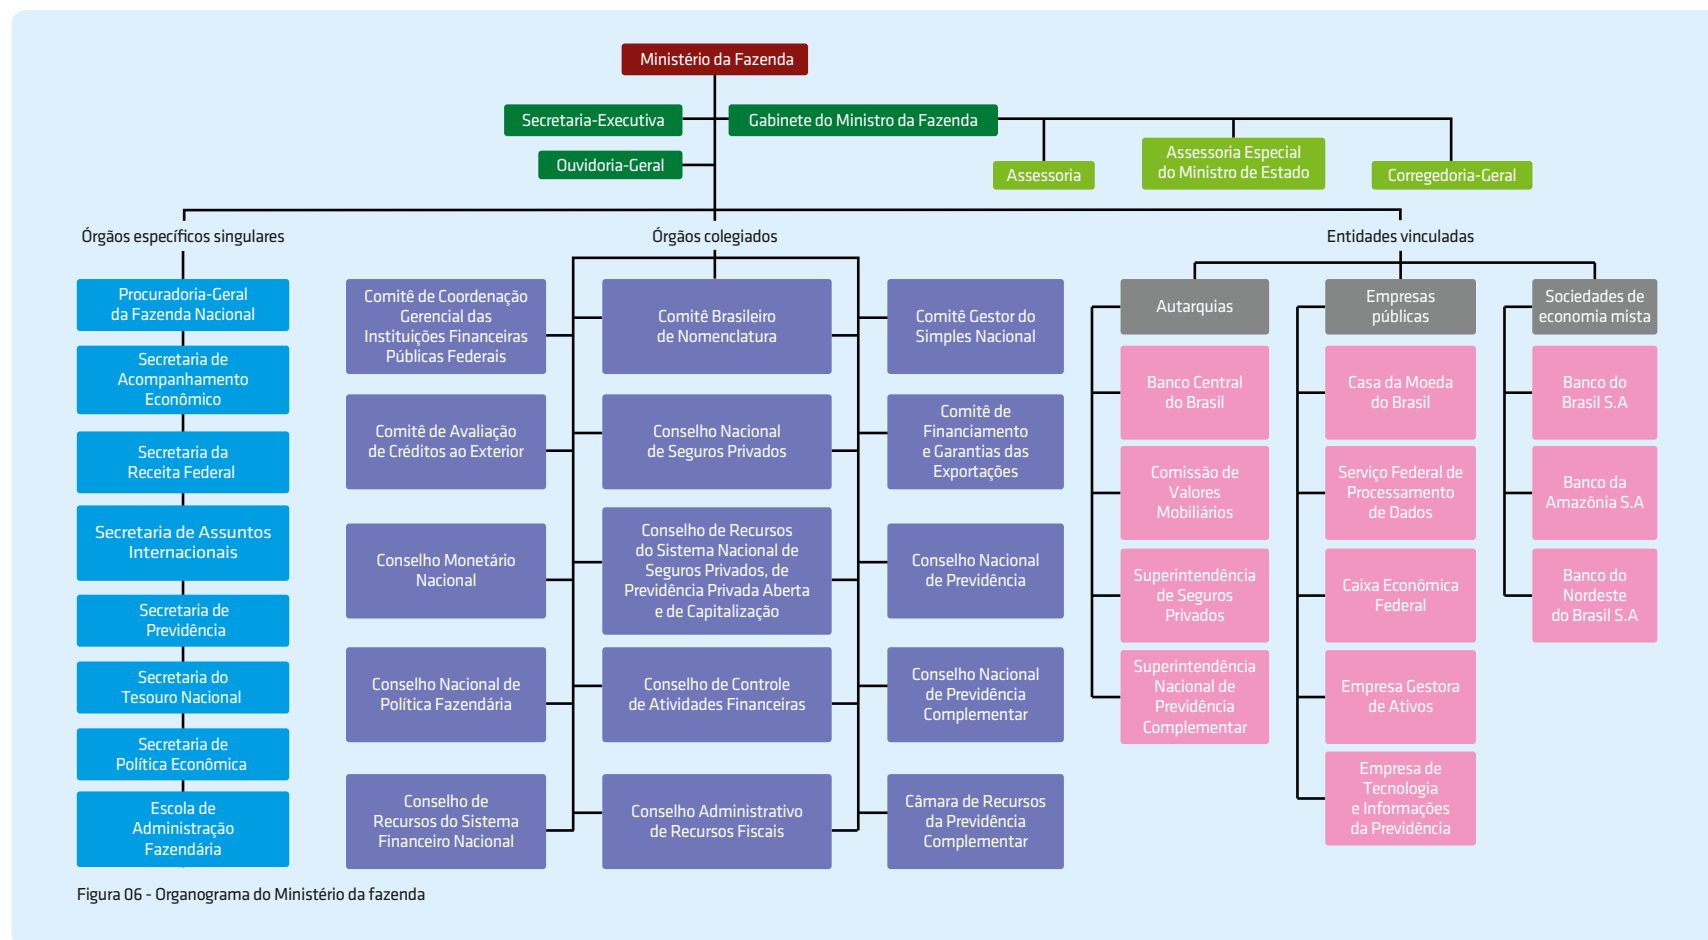 Ministério da Fazenda
Secretaria-Executiva
Gabinete do Ministro da Fazenda
Ouvidoria-Geral
Assessoria
Assessoria Especial
do Ministro de Estado
Corregedoria-Geral
Órgãos específicos singulares
Procuradoria-Geral
da Fazenda Nacional
Secretaria de
Acompanhamento
Econômico
Secretaria da
Receita Federal
Secretaria de Assuntos
Internacionais
Secretaria de
Previdência
Secretaria do
Tesouro Nacional
Secretaria de
Política Econômica
Escola de
Administração
Fazendária
Órgãos colegiados
Comitê de Coordenação
Gerencial das
Instituições Financeiras
Públicas Federais
Comitê Brasileiro
de Nomenclatura
Comitê Gestor do
Simples Nacional
Comitê de Avaliação
de Créditos ao Exterior
Conselho Nacional
de Seguros Privados
Comitê de
Financiamento
e Garantias das
Exportações
Conselho Monetário
Nacional
Conselho de Recursos
do Sistema Nacional de
Seguros Privados, de
Previdência Privada Aberta
e de Capitalização
Conselho Nacional
de Previdência
Conselho Nacional de
Política Fazendária
Conselho de Controle
de Atividades Financeiras
Conselho Nacional
de Previdência
Complementar
Conselho de
Recursos do Sistema
Financeiro Nacional
Conselho Administrativo
de Recursos Fiscais
Câmara de Recursos
da Previdência
Complementar
Entidades vinculadas
Autarquias
Banco Central
do Brasil
Comissão de
Valores
Mobiliários
Superintendência
de Seguros
Privados
Superintendência
Nacional de
Previdência
Complementar
Empresas
públicas
Casa da Moeda
do Brasil
Serviço Federal de
Processamento
de Dados
Caixa Econômica
Federal
Empresa Gestora
de Ativos
Empresa de
Tecnologia
e Informações
da Previdência
Sociedades de
economia mista
Banco do
Brasil S.A
Banco da
Amazônia S.A
Banco do
Nordeste
do Brasil S.A
Figura 06 - Organograma do Ministério da fazenda